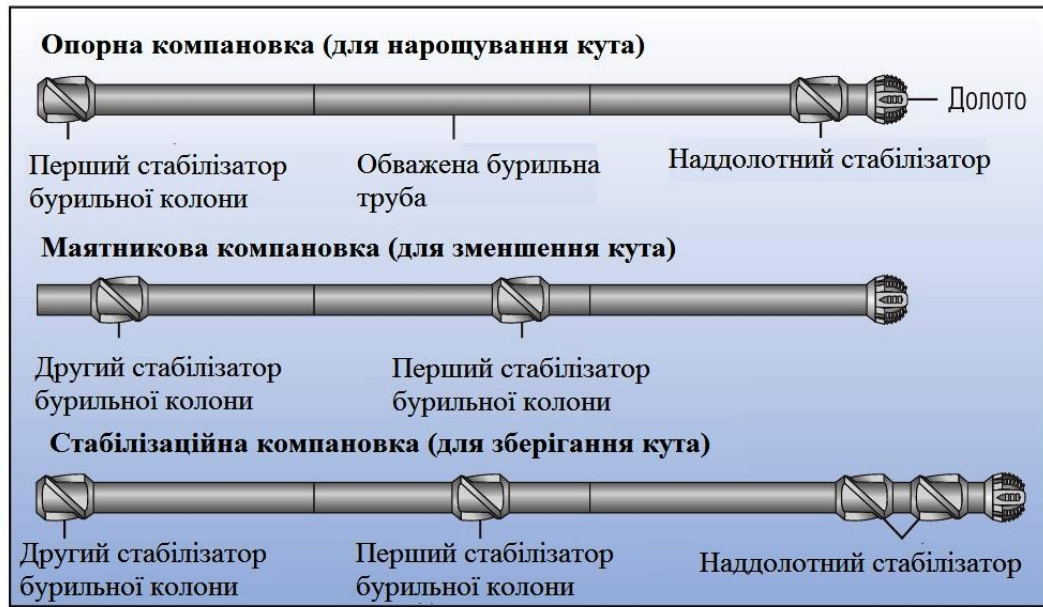 Опорна компановка (для нарощування кута)
Долото
Перший стабілізатор
бурильної колони
Обважена бурильна
труба
Наддолотний стабілізатор
Маятникова компановка (для зменшення кута)
Другий стабілізатор
бурильної колони
Перший стабілізатор
бурильної колони
Стабілізаційна компановка (для зберігання кута)
Другий стабілізатор
бурильної колони
Перший стабілізатор
бурильної колони
Наддолотний стабілізатор